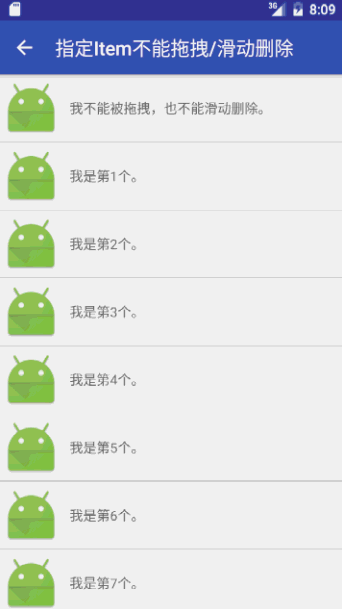 3G 8:09
指定Item不能拖拽/滑动删除
我不能被拖拽，也不能滑动删除。
我是第1个。
我是第2个。
我是第3个。
我是第4个。
我是第5个。
我是第6个。
我是第7个。